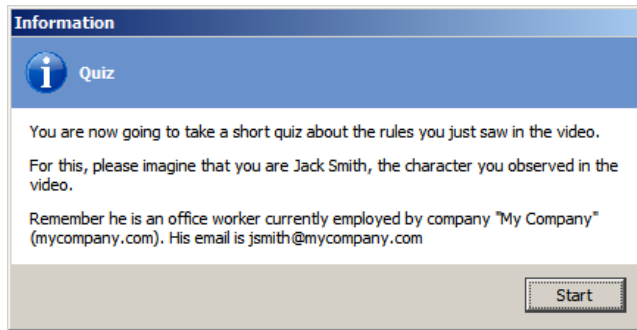 Information
Quiz
You are now going to take a short quiz about the rules you just saw in the video.
For this, please imagine that you are Jack Smith, the character you observed in the
video.
Remember he is an office worker currently employed by company "My Company"
(mycompany.com). His email is jsmith@mycompany.com
Start